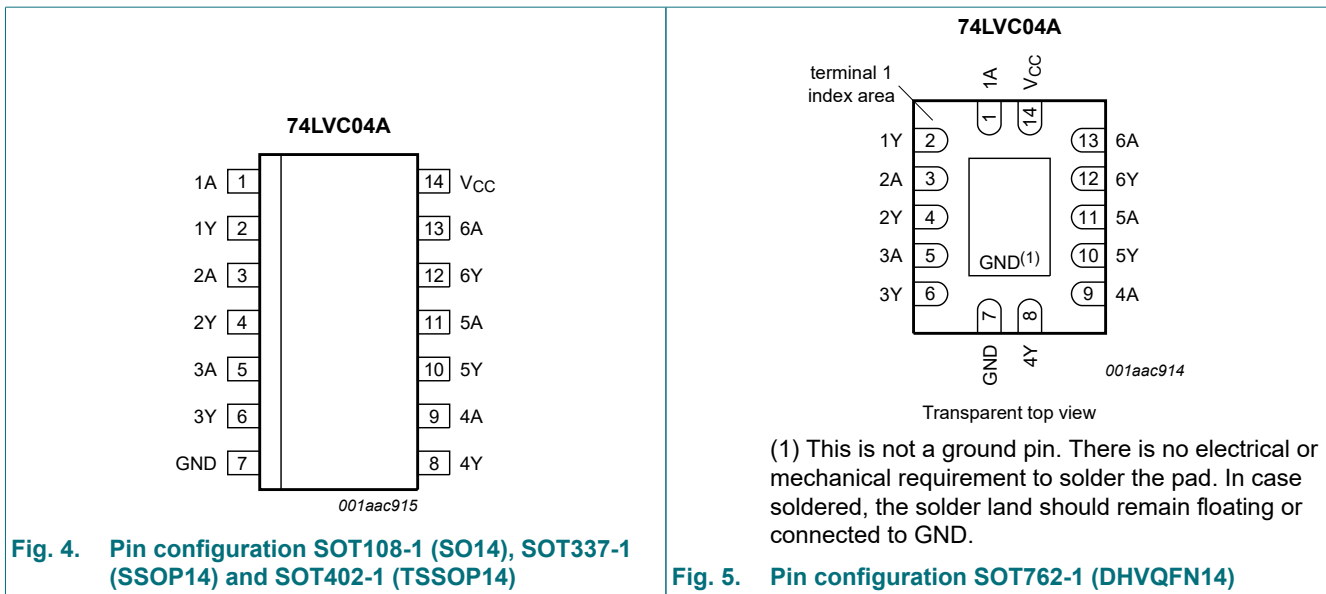 74LVC04A
1A 1 14 VCC
1Y 2 13 6A
2A 3 12 6Y
2Y 4 11 5A
3A 5 10 5Y
3Y 6 9 4A
GND 7 8 4Y
001aac915
Fig. 4. Pin configuration SOT108-1 (SO14), SOT337-1
(SSOP14) and SOT402-1 (TSSOP14)
74LVC04A
terminal 1
index area
1A VCC
1 14
1Y 2 13 6A
2A 3 12 6Y
2Y 4 11 5A
3A 5 10 5Y
GND(1)
3Y 6 9 4A
7 8
GND 4Y
001aac914
Transparent top view
(1) This is not a ground pin. There is no electrical or
mechanical requirement to solder the pad. In case
soldered, the solder land should remain floating or
connected to GND.
Fig. 5. Pin configuration SOT762-1 (DHVQFN14)